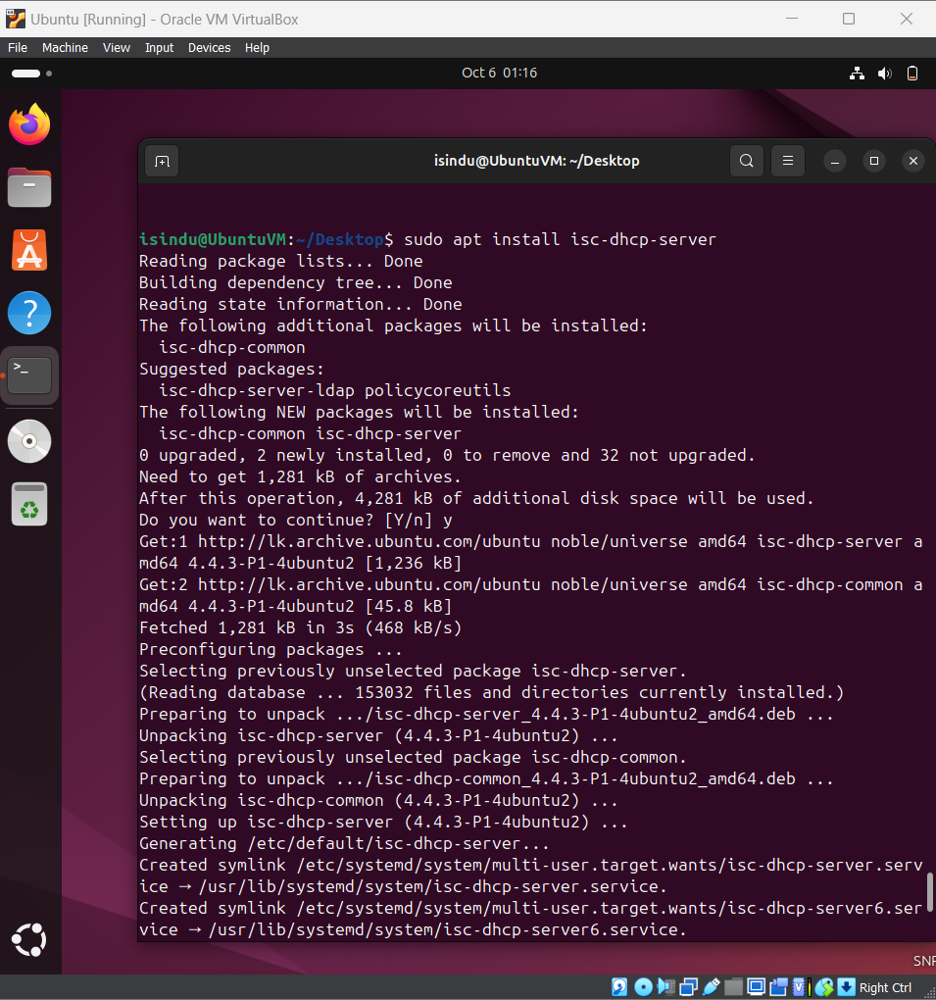 Ubuntu [Running] - Oracle VM VirtualBox
File Machine View Input Devices Help
Oct 6 01:16
isindu@UbuntuVM: ~/Desktop
isindu@UbuntuVM:~/Desktop$ sudo apt install isc-dhcp-server
Reading package lists... Done
Building dependency tree... Done
Reading state information... Done
The following additional packages will be installed:
  isc-dhcp-common
Suggested packages:
  isc-dhcp-server-ldap policycoreutils
The following NEW packages will be installed:
  isc-dhcp-common isc-dhcp-server
0 upgraded, 2 newly installed, 0 to remove and 32 not upgraded.
Need to get 1,281 kB of archives.
After this operation, 4,281 kB of additional disk space will be used.
Do you want to continue? [Y/n] y
Get:1 http://lk.archive.ubuntu.com/ubuntu noble/universe amd64 isc-dhcp-server a
md64 4.4.3-P1-4ubuntu2 [1,236 kB]
Get:2 http://lk.archive.ubuntu.com/ubuntu noble/universe amd64 isc-dhcp-common a
md64 4.4.3-P1-4ubuntu2 [45.8 kB]
Fetched 1,281 kB in 3s (468 kB/s)
Preconfiguring packages ...
Selecting previously unselected package isc-dhcp-server.
(Reading database ... 153032 files and directories currently installed.)
Preparing to unpack .../isc-dhcp-server_4.4.3-P1-4ubuntu2_amd64.deb ...
Unpacking isc-dhcp-server (4.4.3-P1-4ubuntu2) ...
Selecting previously unselected package isc-dhcp-common.
Preparing to unpack .../isc-dhcp-common_4.4.3-P1-4ubuntu2_amd64.deb ...
Unpacking isc-dhcp-common (4.4.3-P1-4ubuntu2) ...
Setting up isc-dhcp-server (4.4.3-P1-4ubuntu2) ...
Generating /etc/default/isc-dhcp-server...
Created symlink /etc/systemd/system/multi-user.target.wants/isc-dhcp-server.serv
ice → /usr/lib/systemd/system/isc-dhcp-server.service.
Created symlink /etc/systemd/system/multi-user.target.wants/isc-dhcp-server6.ser
vice → /usr/lib/systemd/system/isc-dhcp-server6.service.
SNP
Right Ctrl